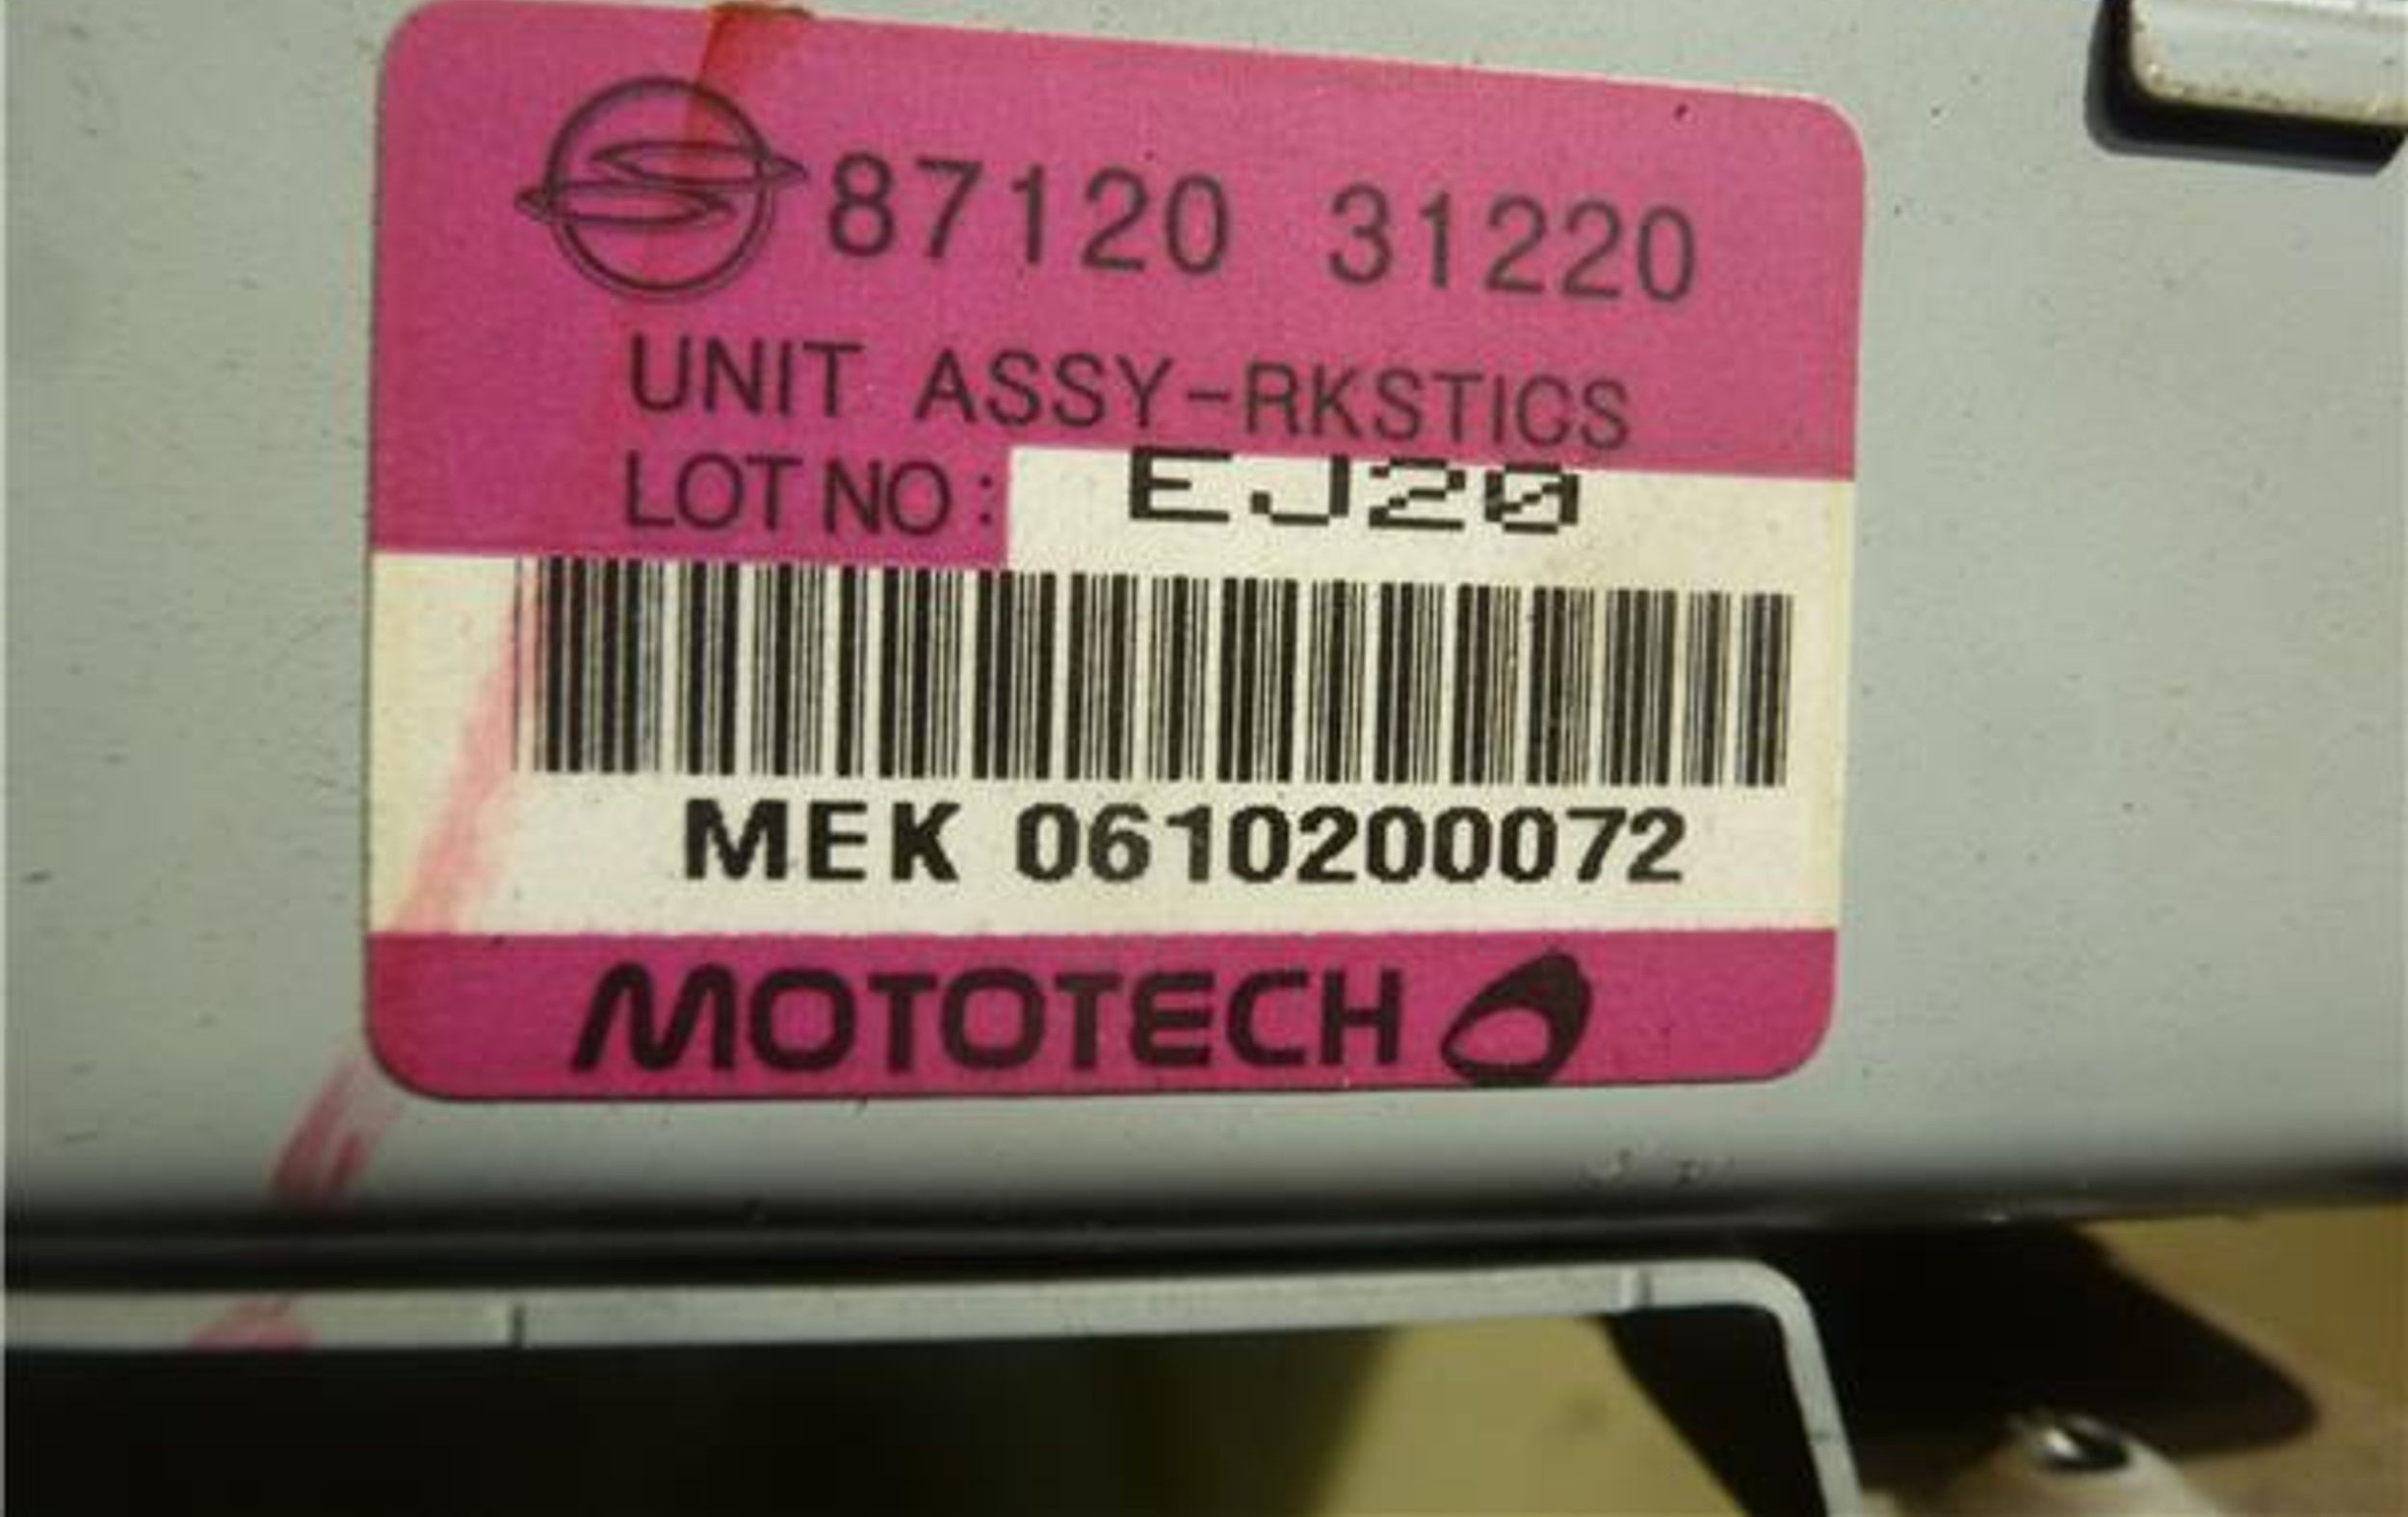 87120 31220
UNIT ASSY-RKSTICS
LOT NO: EJ20
MEK 0610200072
MOTOTECH